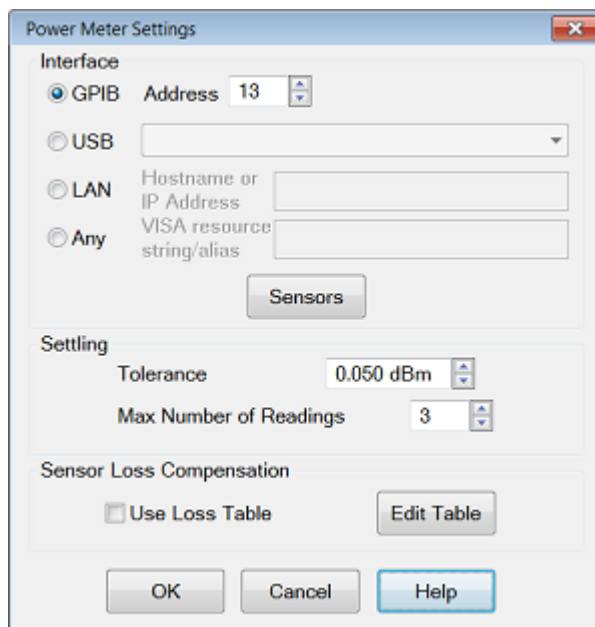 Power Meter Settings
Interface
GPIB Address 13
USB
LAN Hostname or
IP Address
Any VISA resource
string/alias
Sensors
Settling
Tolerance 0.050 dBm
Max Number of Readings 3
Sensor Loss Compensation
Use Loss Table Edit Table
OK Cancel Help